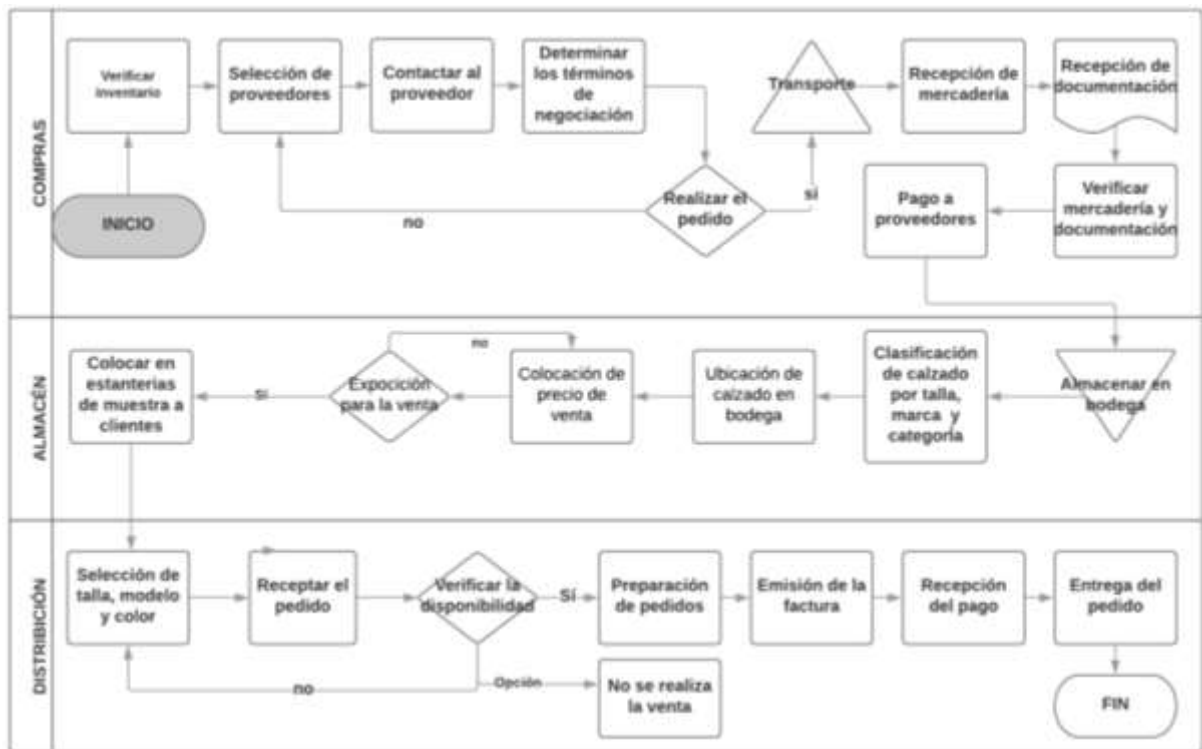 COMPRAS
Verificar
Inventario
Selección de
proveedores
Contactar al
proveedor
Determinar
los términos
de
negociación
Transporte
Recepción de
mercadería
Recepción de
documentación
INICIO
no
Realizar el
pedido
sí
Pago a
proveedores
Verificar
mercadería y
documentación
ALMACÉN
Colocar en
estanterias
de muestra a
clientes
Sí
Expocición
para la venta
no
Colocación de
precio de
venta
Ubicación de
calzado en
bodega
Clasificación
de calzado
por talla,
marca y
categoría
Almacenar en
bodega
DISTRIBICIÓN
Selección de
talla, modelo
y color
Receptar el
pedido
Verificar la
disponibilidad
Sí
Preparación
de pedidos
Emisión de la
factura
Recepción
del pago
Entrega del
pedido
no
Opción
No se realiza
la venta
FIN